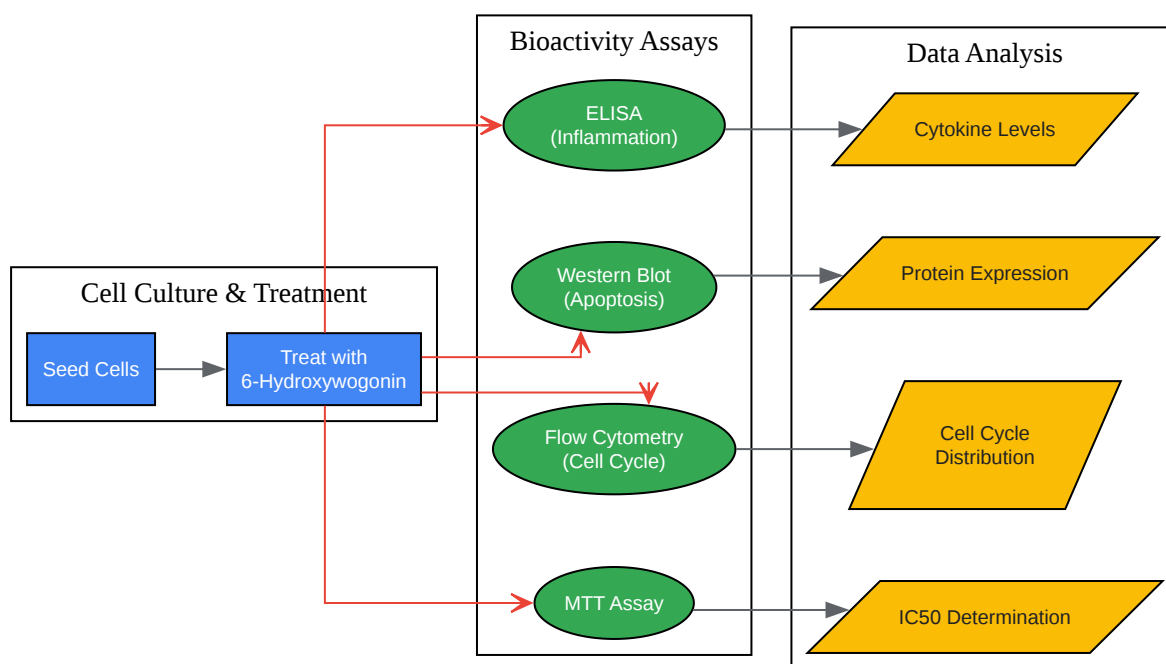 Bioactivity Assays
Data Analysis
ELISA
(Inflammation)
Cytokine Levels
Western Blot
(Apoptosis)
Protein Expression
Cell Culture & Treatment
Seed Cells
Treat with
6-Hydroxywogonin
Flow Cytometry
(Cell Cycle)
Cell Cycle
Distribution
MTT Assay
IC50 Determination